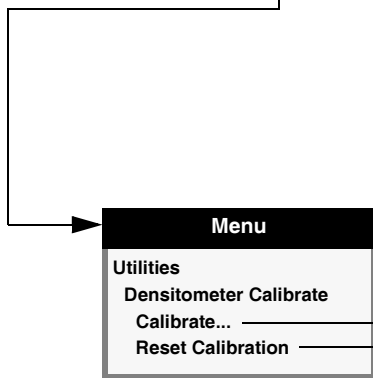 Menu
Utilities
Densitometer Calibrate
Calibrate...
Reset Calibration